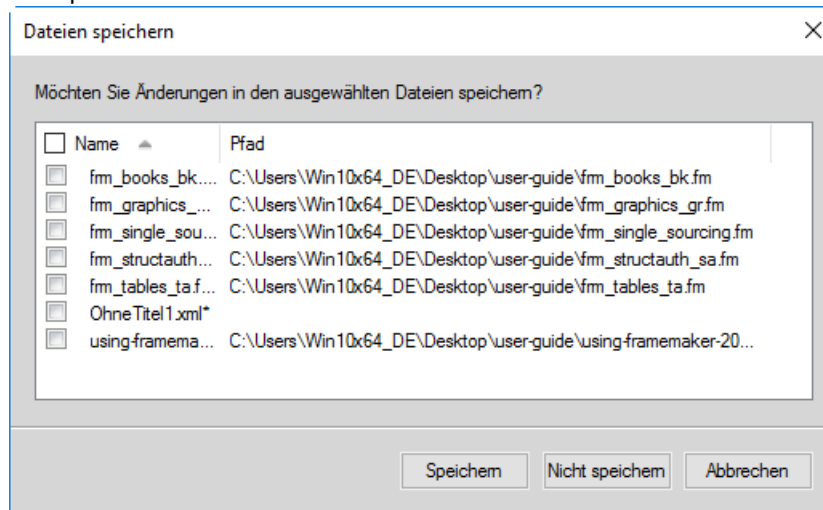 Dateien speichern
Möchten Sie Änderungen in den ausgewählten Dateien speichern?
Name Pfad
frm_books_bk.... C:\Users\Win10x64_DE\Desktop\user-guide\frm_books_bk.fm
frm_graphics_... C:\Users\Win10x64_DE\Desktop\user-guide\frm_graphics_gr.fm
frm_single_sou... C:\Users\Win10x64_DE\Desktop\user-guide\frm_single_sourcing.fm
frm_structauth... C:\Users\Win10x64_DE\Desktop\user-guide\frm_structauth_sa.fm
frm_tables_ta.f... C:\Users\Win10x64_DE\Desktop\user-guide\frm_tables_ta.fm
OhneTitel1.xml*
using-framema... C:\Users\Win10x64_DE\Desktop\user-guide\using-framemaker-20...
Speichern Nicht speichern Abbrechen